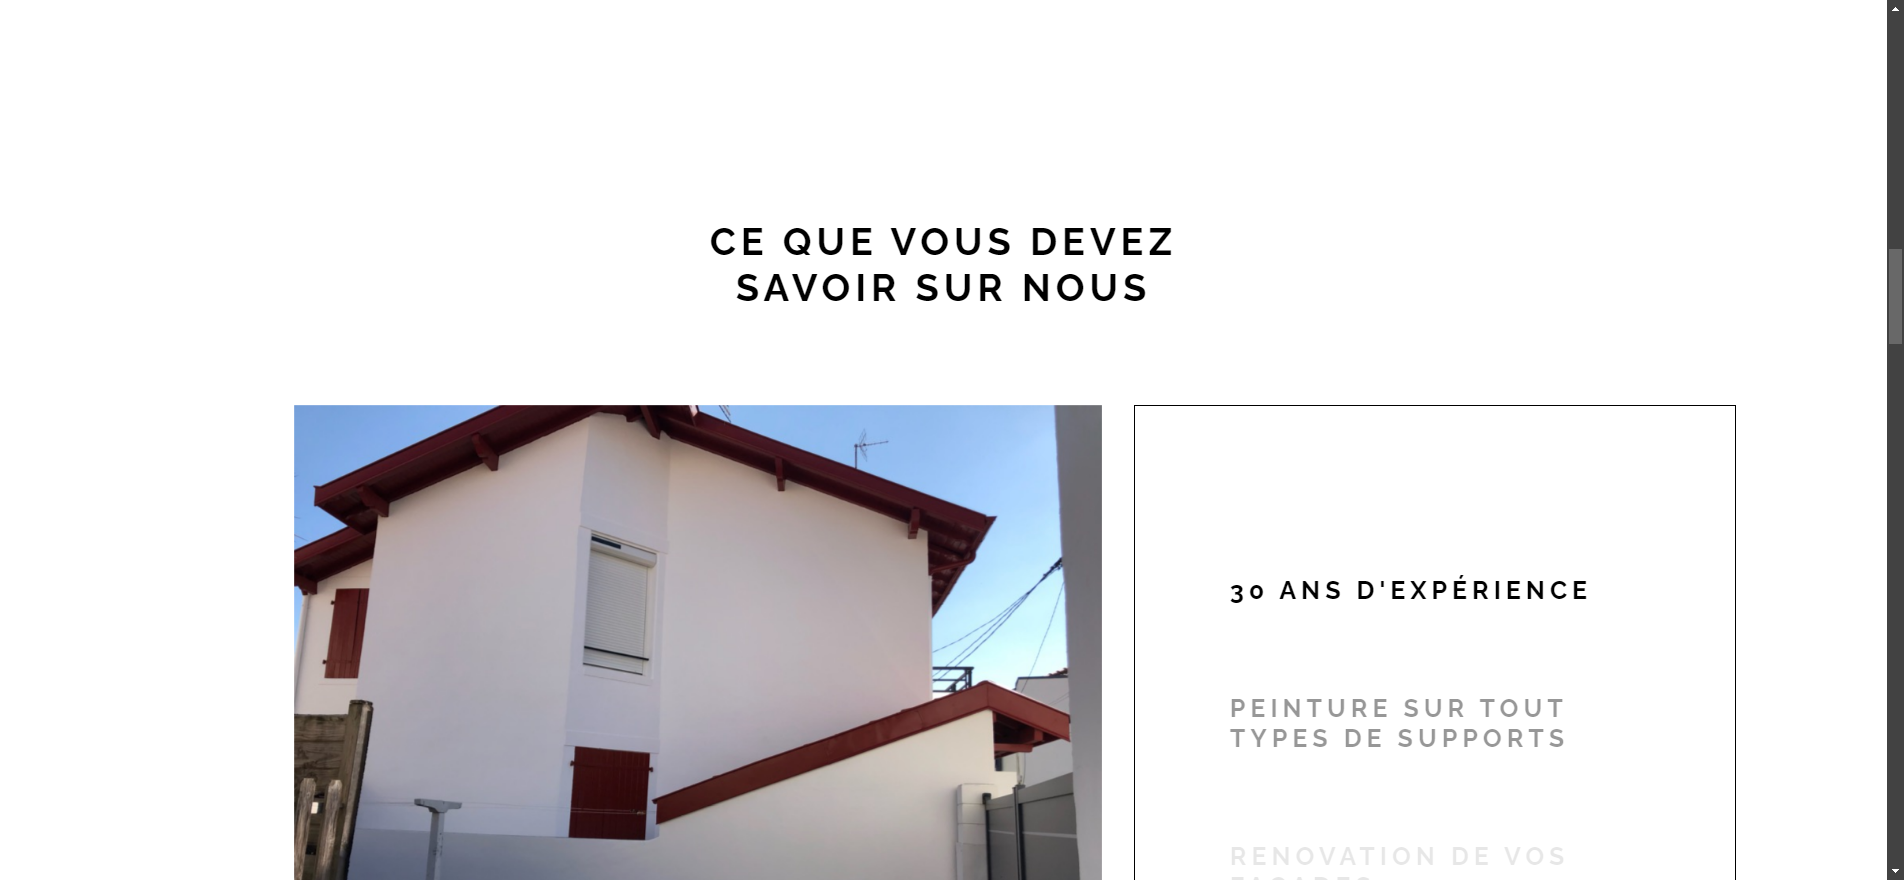 CE QUE VOUS DEVEZ
SAVOIR SUR NOUS
30 ANS D'EXPÉRIENCE
PEINTURE SUR TOUT
TYPES DE SUPPORTS
RENOVATION DE VOS
FACADES